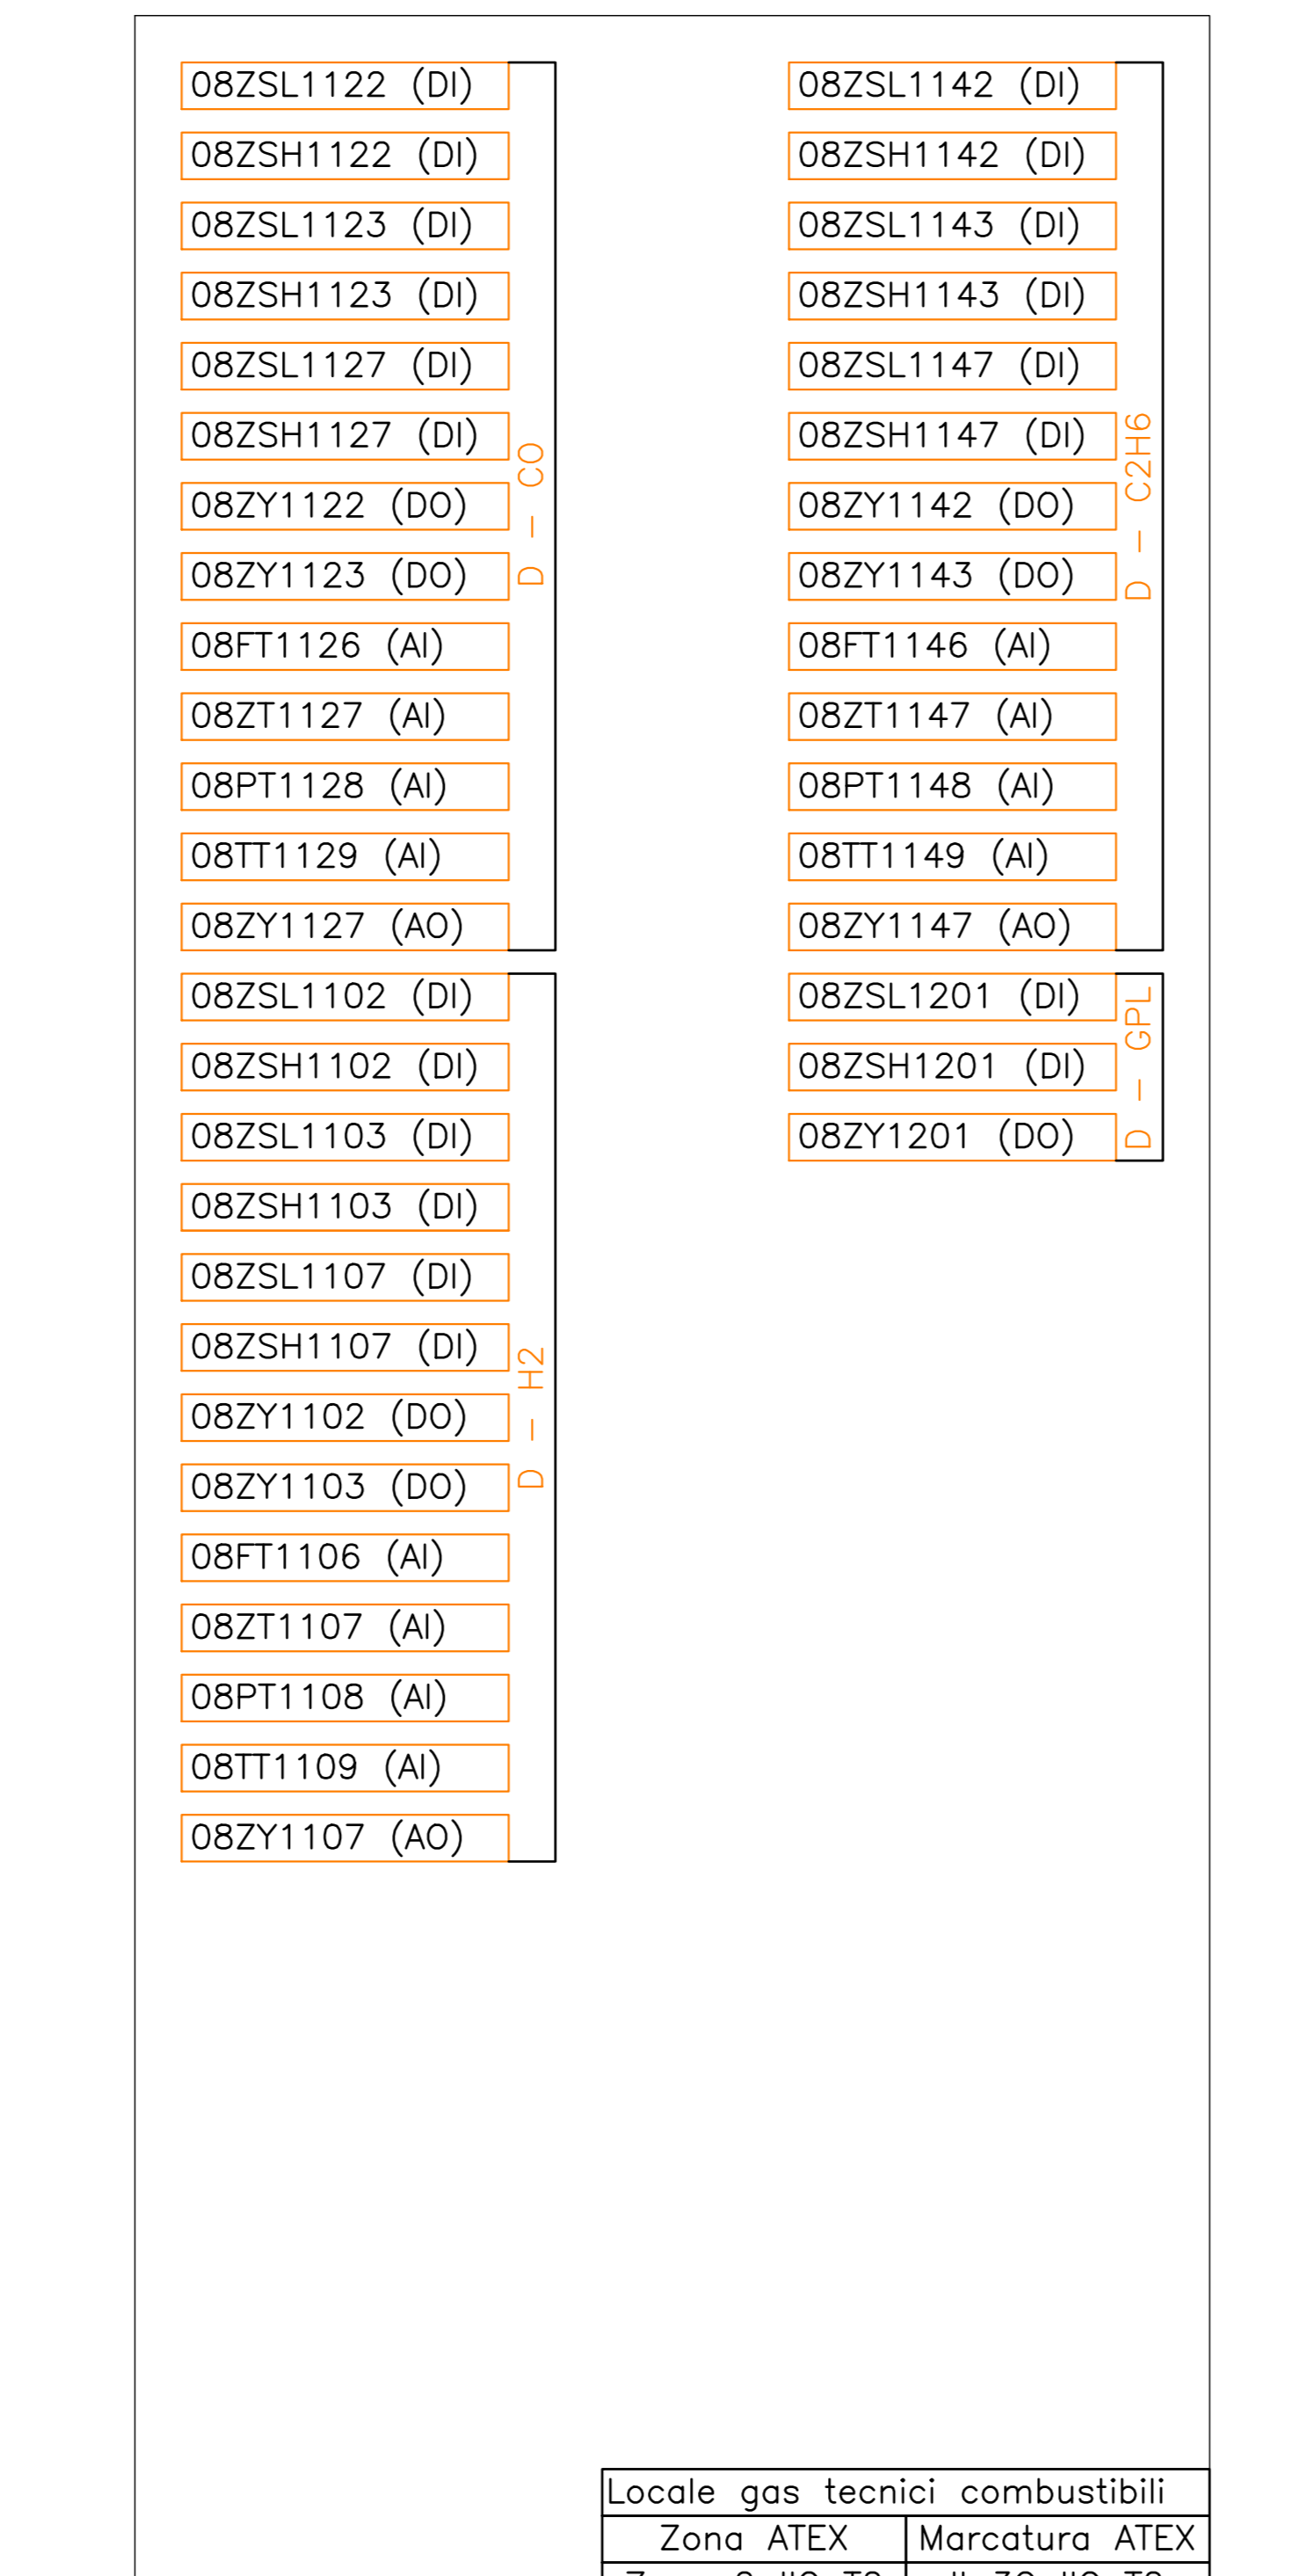 08ZSL1122 (DI)
08ZSH1122 (DI)
08ZSL1123 (DI)
08ZSH1123 (DI)
08ZSL1127 (DI)
08ZSH1127 (DI)
08ZY1122 (DO)
08ZY1123 (DO)
08FT1126 (AI)
08ZT1127 (AI)
08PT1128 (AI)
08TT1129 (AI)
08ZY1127 (AO)
D - CO
08ZSL1102 (DI)
08ZSH1102 (DI)
08ZSL1103 (DI)
08ZSH1103 (DI)
08ZSL1107 (DI)
08ZSH1107 (DI)
08ZY1102 (DO)
08ZY1103 (DO)
08FT1106 (AI)
08ZT1107 (AI)
08PT1108 (AI)
08TT1109 (AI)
08ZY1107 (AO)
D - H2
08ZSL1142 (DI)
08ZSH1142 (DI)
08ZSL1143 (DI)
08ZSH1143 (DI)
08ZSL1147 (DI)
08ZSH1147 (DI)
08ZY1142 (DO)
08ZY1143 (DO)
08FT1146 (AI)
08ZT1147 (AI)
08PT1148 (AI)
08TT1149 (AI)
08ZY1147 (AO)
D - C2H6
08ZSL1201 (DI)
08ZSH1201 (DI)
08ZY1201 (DO)
D - GPL
Locale gas tecnici combustibili
Zona ATEX
Marcatura ATEX